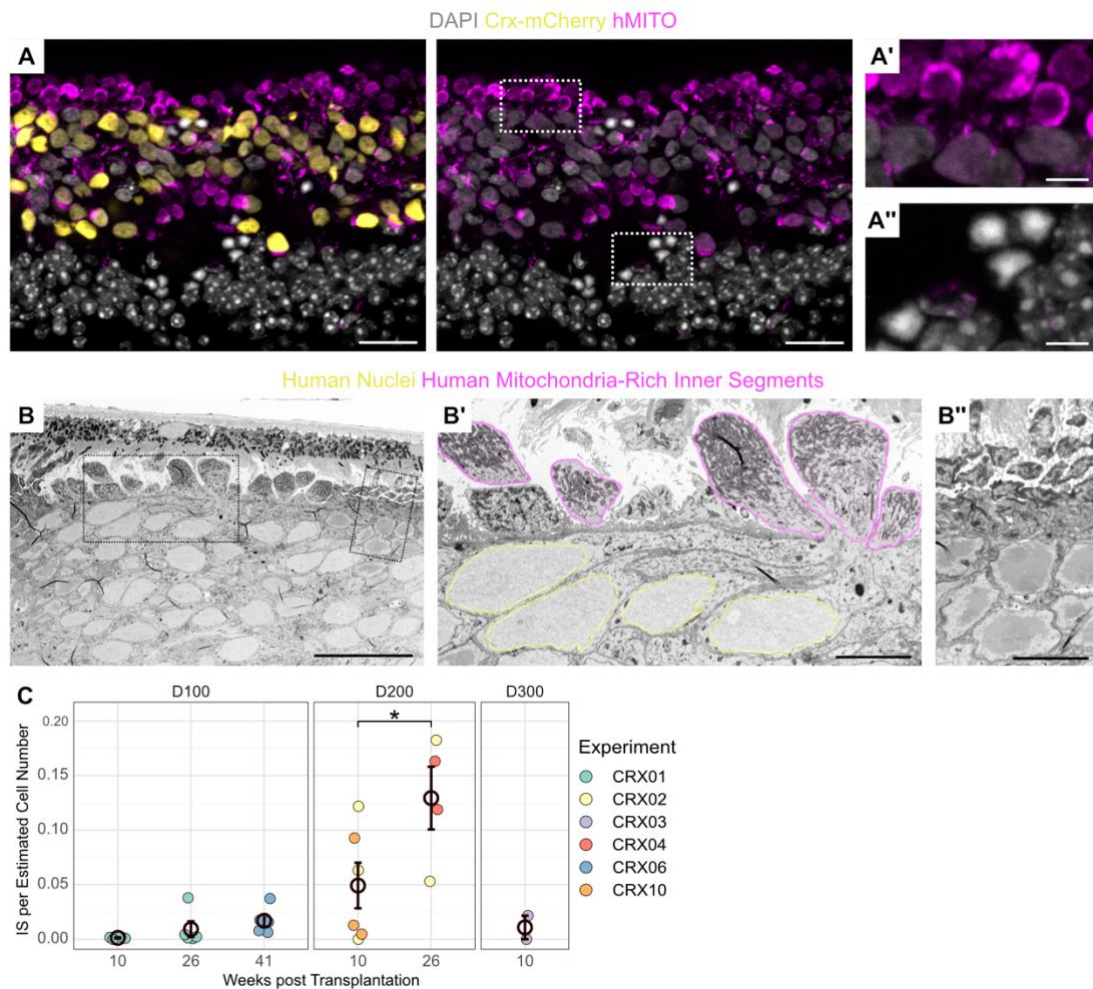 DAPI Crx-mCherry hMITO
A
A'
A"
Human Nuclei Human Mitochondria-Rich Inner Segments
B
B'
B"
C
D100 D200 D300
IS per Estimated Cell Number
0.20
0.15
0.10
0.05
0.00
*
10 26 41 10 26 10
Weeks post Transplantation
Experiment
CRX01
CRX02
CRX03
CRX04
CRX06
CRX10